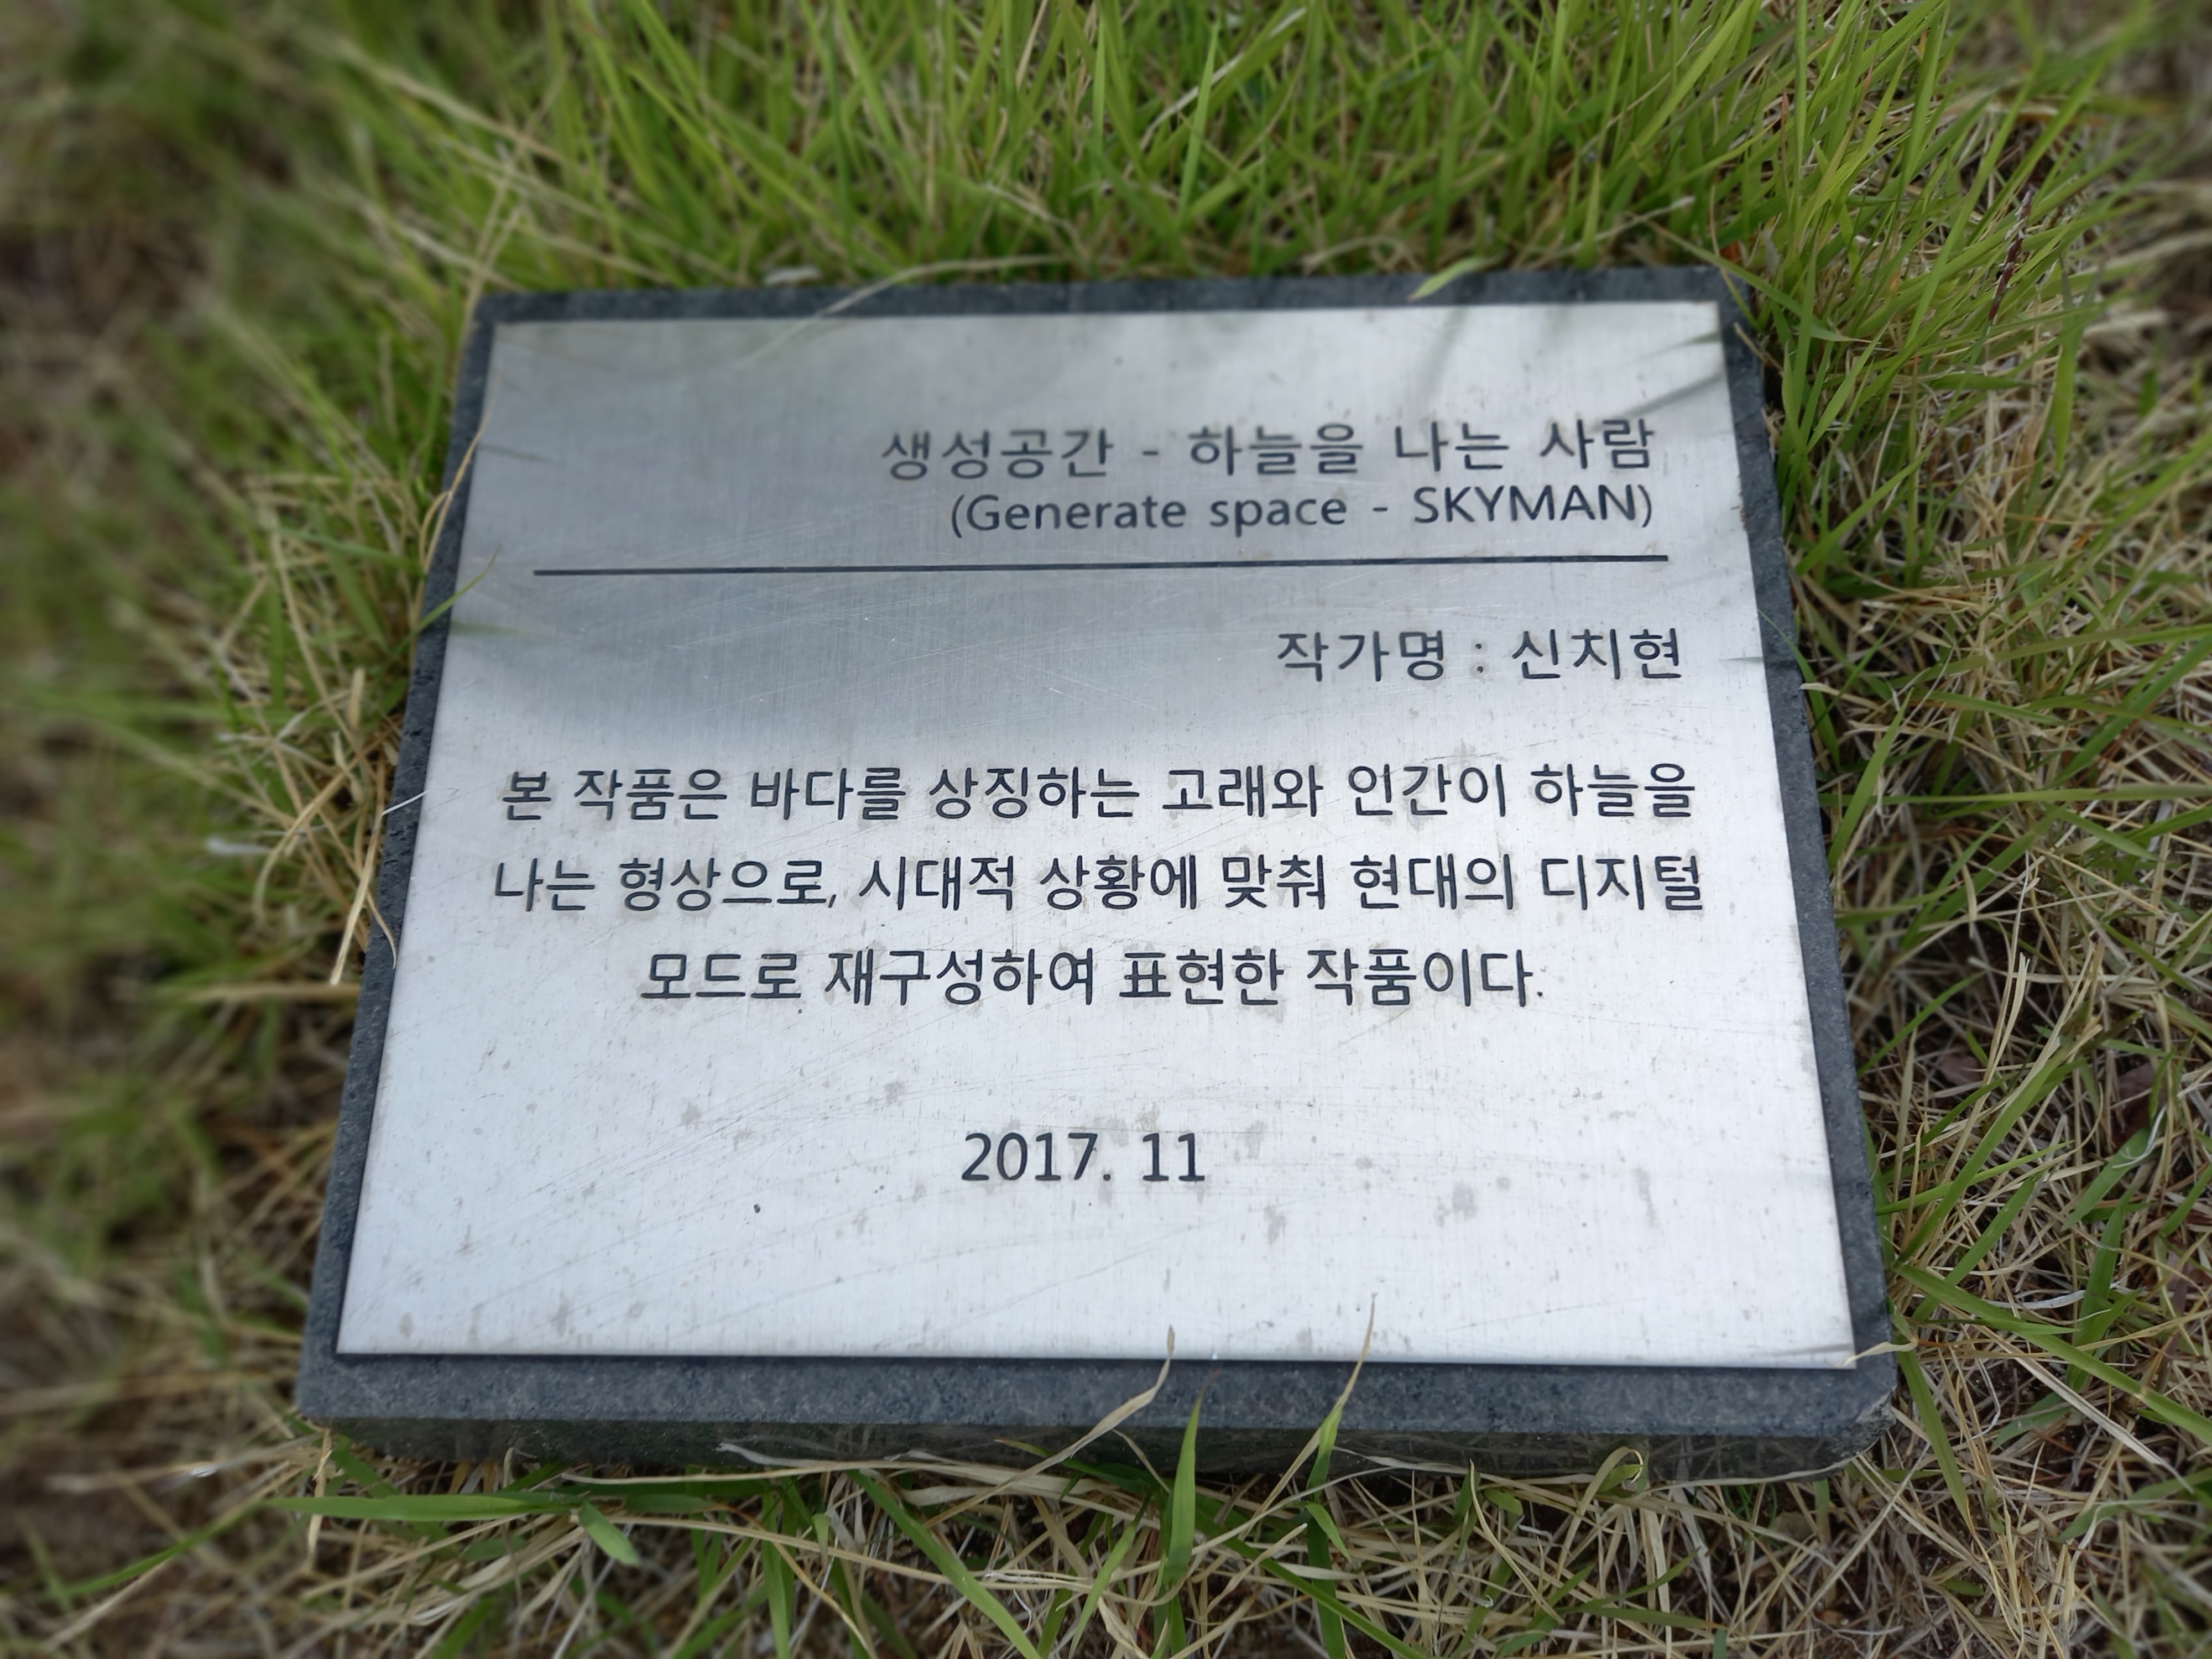 생성공간 - 하늘을 나는 사람
(Generate space - SKYMAN)
작가명 : 신치현
본 작품은 바다를 상징하는 고래와 인간이 하늘을
나는 형상으로, 시대적 상황에 맞춰 현대의 디지털
모드로 재구성하여 표현한 작품이다.
2017. 11